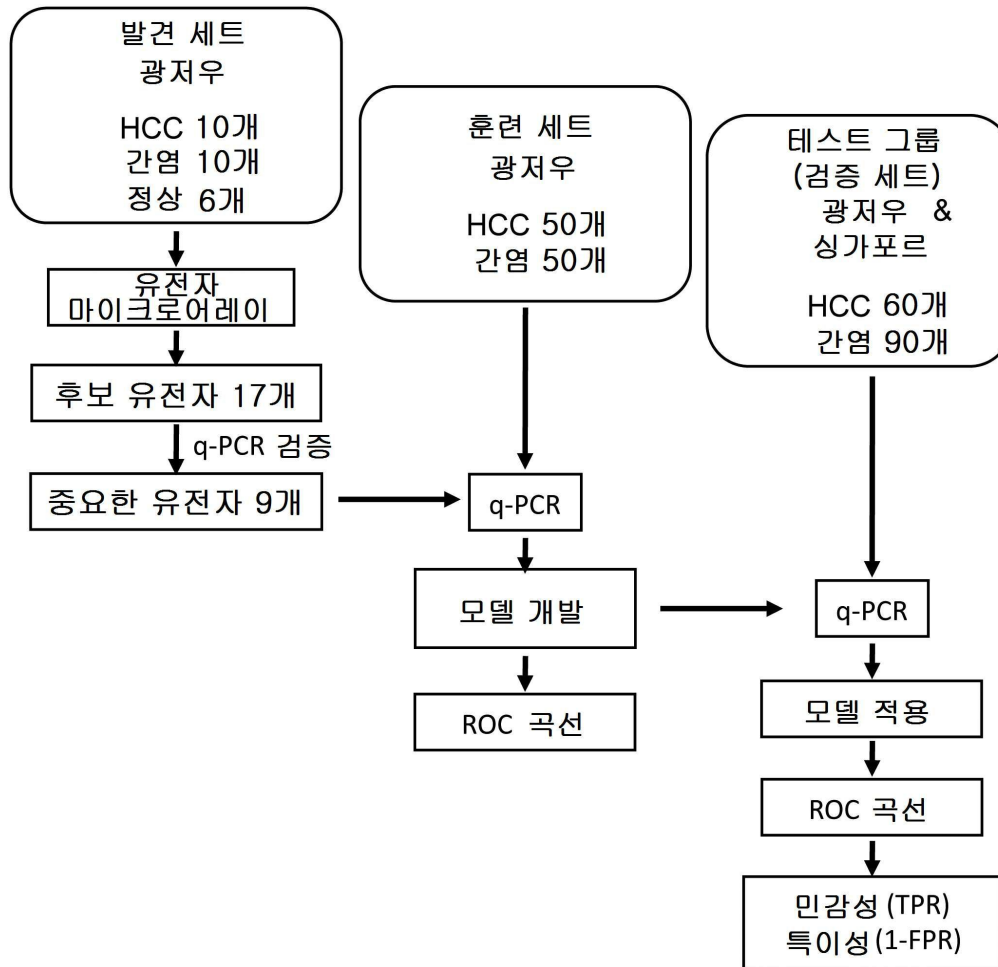 발견 세트
광저우
HCC 10개
간염 10개
정상 6개
유전자
마이크로어레이
후보 유전자 17개
q-PCR 검증
중요한 유전자 9개
훈련 세트
광저우
HCC 50개
간염 50개
q-PCR
모델 개발
ROC 곡선
테스트 그룹
(검증 세트)
광저우 &
싱가포르
HCC 60개
간염 90개
q-PCR
모델 적용
ROC 곡선
민감성 (TPR)
특이성 (1-FPR)